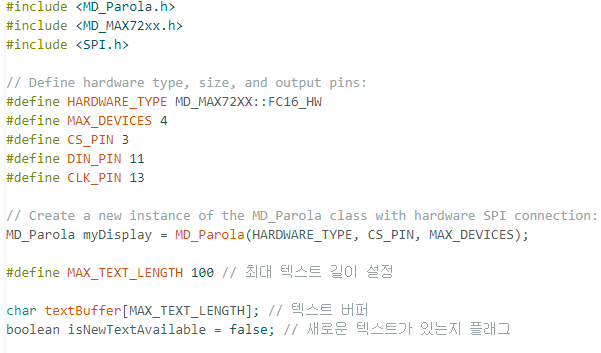 #include <MD_Parola.h>
#include <MD_MAX72xx.h>
#include <SPI.h>
// Define hardware type, size, and output pins:
#define HARDWARE_TYPE MD_MAX72XX::FC16_HW
#define MAX_DEVICES 4
#define CS_PIN 3
#define DIN_PIN 11
#define CLK_PIN 13
// Create a new instance of the MD_Parola class with hardware SPI connection:
MD_Parola myDisplay = MD_Parola(HARDWARE_TYPE, CS_PIN, MAX_DEVICES);
#define MAX_TEXT_LENGTH 100 // 최대 텍스트 길이 설정
char textBuffer[MAX_TEXT_LENGTH]; // 텍스트 버퍼
boolean isNewTextAvailable = false; // 새로운 텍스트가 있는지 플래그